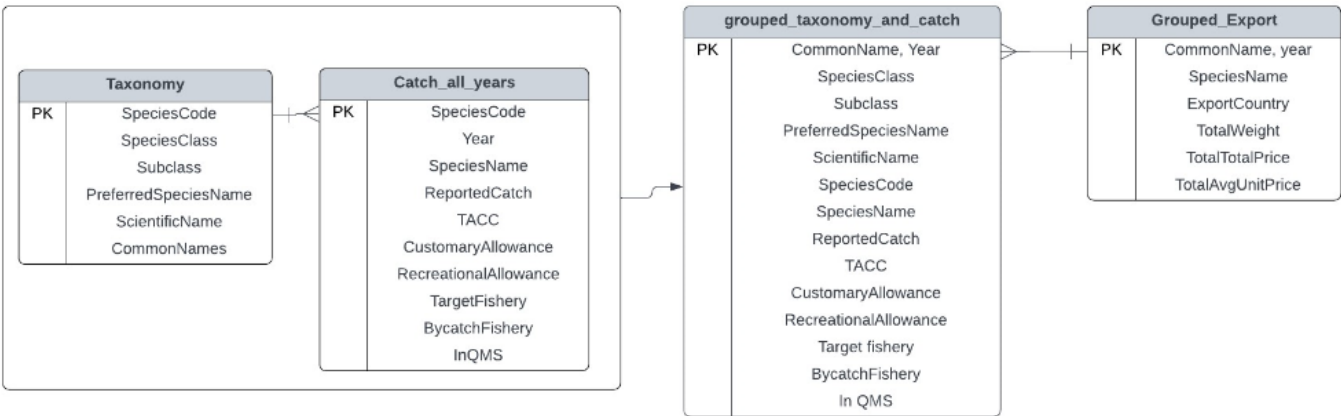 Taxonomy
PK
SpeciesCode
SpeciesClass
Subclass
PreferredSpeciesName
ScientificName
CommonNames
Catch_all_years
PK
SpeciesCode
Year
SpeciesName
ReportedCatch
TACC
CustomaryAllowance
RecreationalAllowance
TargetFishery
BycatchFishery
InQMS
grouped_taxonomy_and_catch
PK
CommonName, Year
SpeciesClass
Subclass
PreferredSpeciesName
ScientificName
SpeciesCode
SpeciesName
ReportedCatch
TACC
CustomaryAllowance
RecreationalAllowance
Target fishery
BycatchFishery
In QMS
Grouped_Export
PK
CommonName, year
SpeciesName
ExportCountry
TotalWeight
TotalTotalPrice
TotalAvgUnitPrice